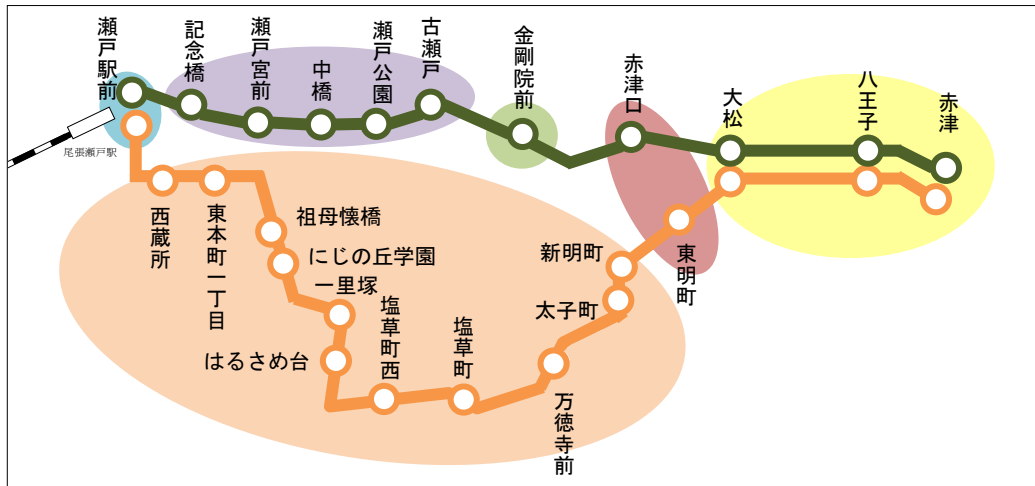 瀬戸駅前
記念橋
瀬戸宮前
中橋
瀬戸公園
古瀬戸
金剛院前
赤津口
大松
八王子
赤津
尾張瀬戸駅
西蔵所
東本町一丁目
祖母懐橋
にじの丘学園
一里塚
はるさめ台
塩草町西
塩草町
万徳寺前
太子町
新明町
東明町